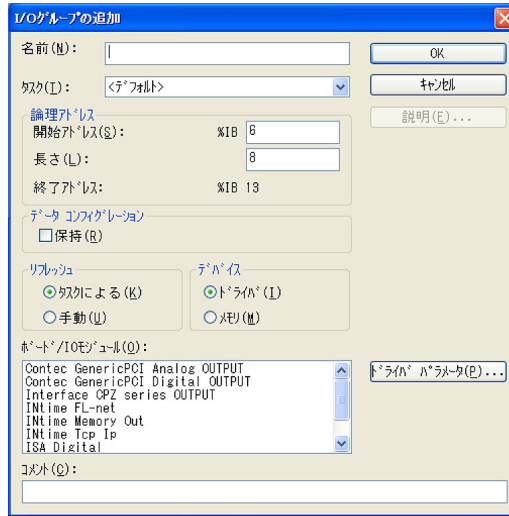 I/Oｸﾞﾙｰﾌﾟの追加
名前(N):
OK
ﾀｽｸ(T):
<ﾃﾞﾌｫﾙﾄ>
ｷｬﾝｾﾙ
論理ｱﾄﾞﾚｽ
説明(E)...
開始ｱﾄﾞﾚｽ(S): %IB 6
長さ(L): 8
終了ｱﾄﾞﾚｽ: %IB 13
ﾃﾞｰﾀ ｺﾝﾌｨｸﾞﾚｰｼｮﾝ
保持(R)
ﾘﾌﾚｯｼｭ
ﾀｽｸによる(K)
手動(U)
ﾃﾞﾊﾞｲｽ
ﾄﾞﾗｲﾊﾞ(I)
ﾒﾓﾘ(M)
ﾎﾞｰﾄﾞ/IOﾓｼﾞｭｰﾙ(O):
Contec GenericPCI Analog OUTPUT
Contec GenericPCI Digital OUTPUT
Interface CPZ series OUTPUT
INtime FL-net
INtime Memory Out
INtime Tcp Ip
ISA Digital
ﾄﾞﾗｲﾊﾞ ﾊﾟﾗﾒｰﾀ(P)...
ｺﾒﾝﾄ(C):